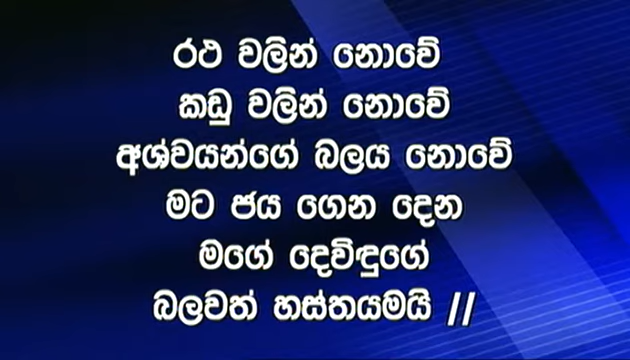 රථ වලින් නොවේ
කඩු වලින් නොවේ
අශ්වයන්ගේ බලය නොවේ
මට ජය ගෙන දෙන
මගේ දෙවිඳුගේ
බලවත් හස්තයමයි //